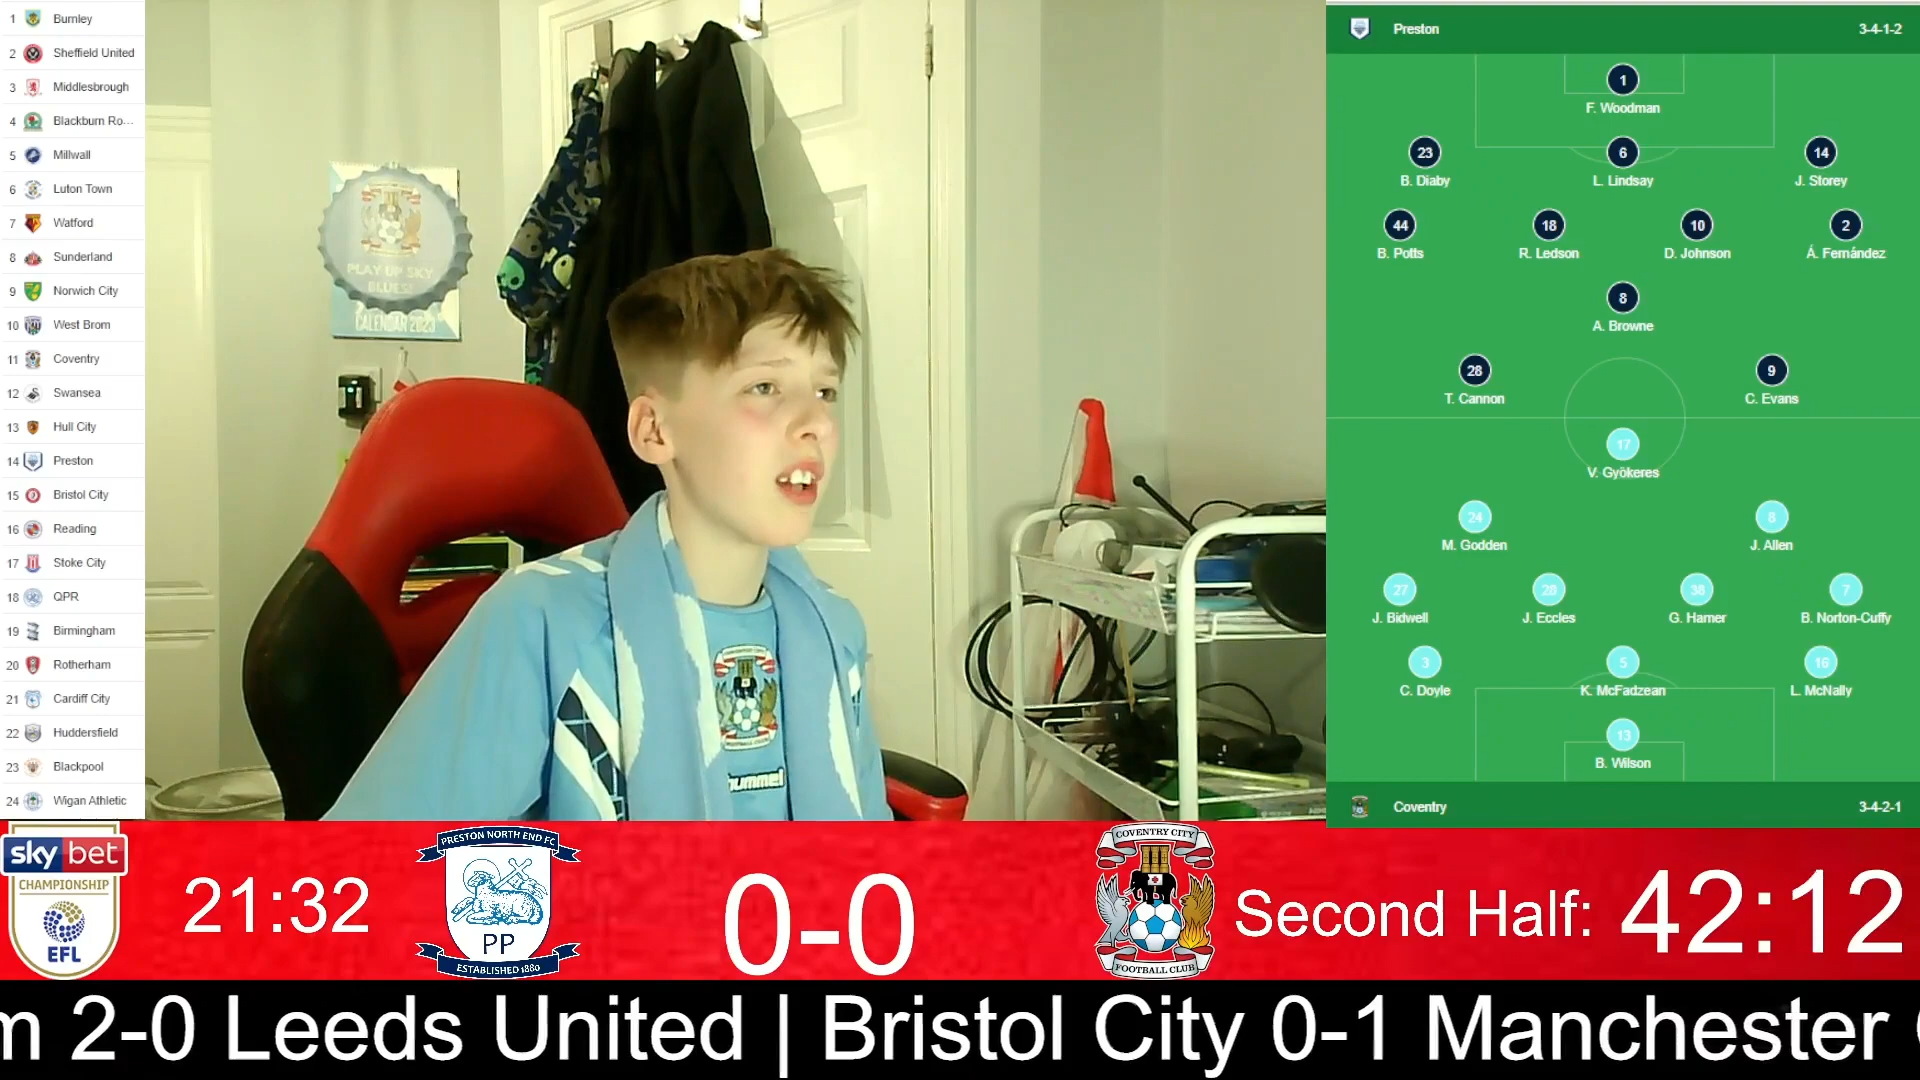 1 Burnley
2 Sheffield United
3 Middlesbrough
4 Blackburn Ro...
5 Millwall
6 Luton Town
7 Watford
8 Sunderland
9 Norwich City
10 West Brom
11 Coventry
12 Swansea
13 Hull City
14 Preston
15 Bristol City
16 Reading
17 Stoke City
18 QPR
19 Birmingham
20 Rotherham
21 Cardiff City
22 Huddersfield
23 Blackpool
24 Wigan Athletic
PLAY UP SKY
BLUES!
CALENDAR 2023
hummel
Preston 3-4-1-2
1
F. Woodman
23 6 14
B. Diaby L. Lindsay J. Storey
44 18 10 2
B. Potts R. Ledson D. Johnson Á. Fernández
8
A. Browne
28 9
T. Cannon C. Evans
17
V. Gyökeres
24 8
M. Godden J. Allen
27 28 38 7
J. Bidwell J. Eccles G. Hamer B. Norton-Cuffy
3 5 16
C. Doyle K. McFadzean L. McNally
13
B. Wilson
Coventry 3-4-2-1
sky bet
CHAMPIONSHIP
EFL
21:32
PRESTON NORTH END FC
PP
ESTABLISHED 1880
0-0
COVENTRY CITY
FOOTBALL CLUB
Second Half: 42:12
m 2-0 Leeds United | Bristol City 0-1 Manchester